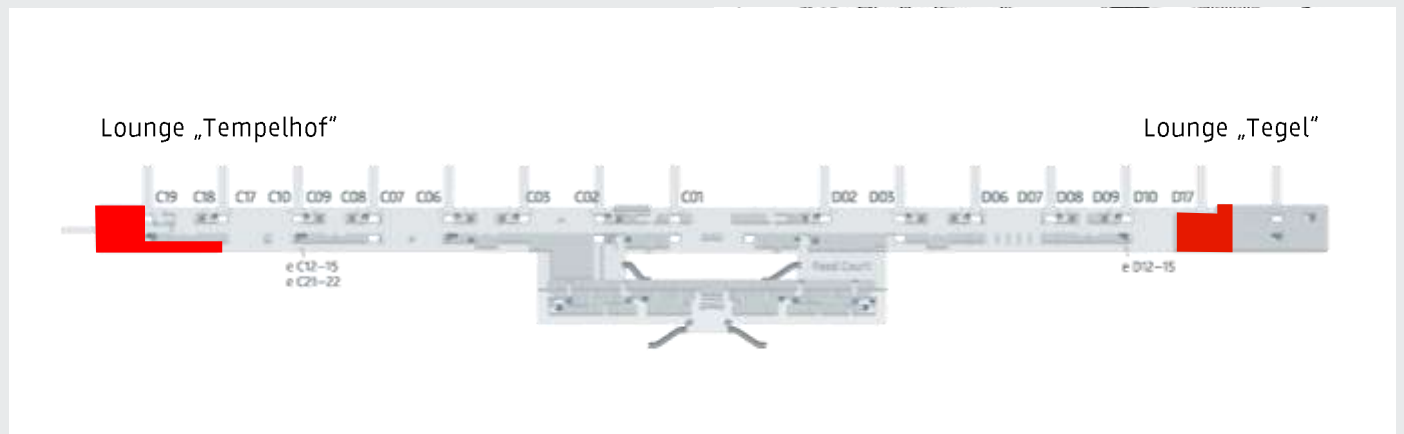 Lounge „Tempelhof“
Lounge „Tegel“
C19 C18 C17 C10 C09 C08 C07 C06 C03 C02 C01 D02 D03 D06 D07 D08 D09 D10 D17
e C12–15
e C21–22
Food Court
e D12–15